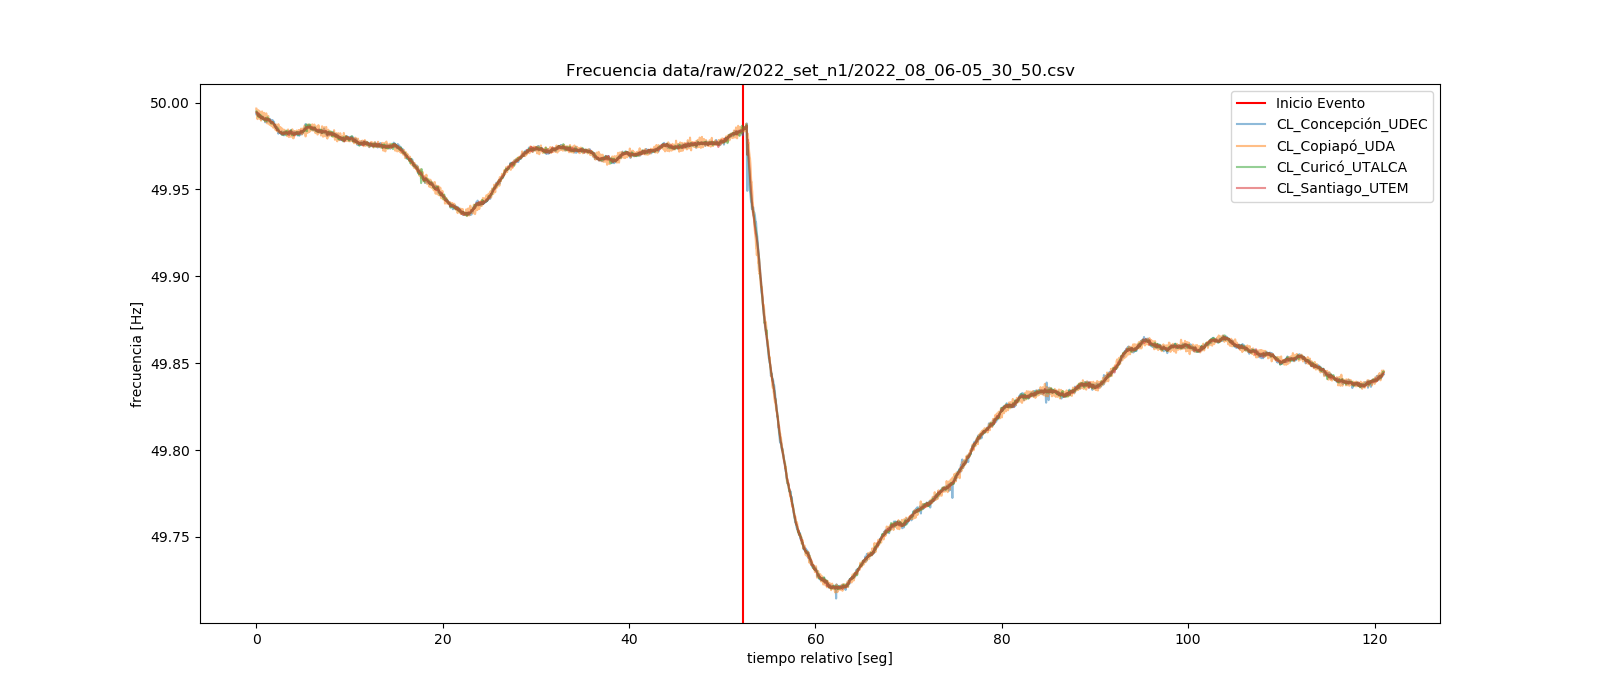 Frecuencia data/raw/2022_set_n1/2022_08_06-05_30_50.csv
50.00
49.95
49.90
49.85
49.80
49.75
frecuencia [Hz]
Inicio Evento
CL_Concepción_UDEC
CL_Copiapó_UDA
CL_Curicó_UTALCA
CL_Santiago_UTEM
0 20 40 60 80 100 120
tiempo relativo [seg]